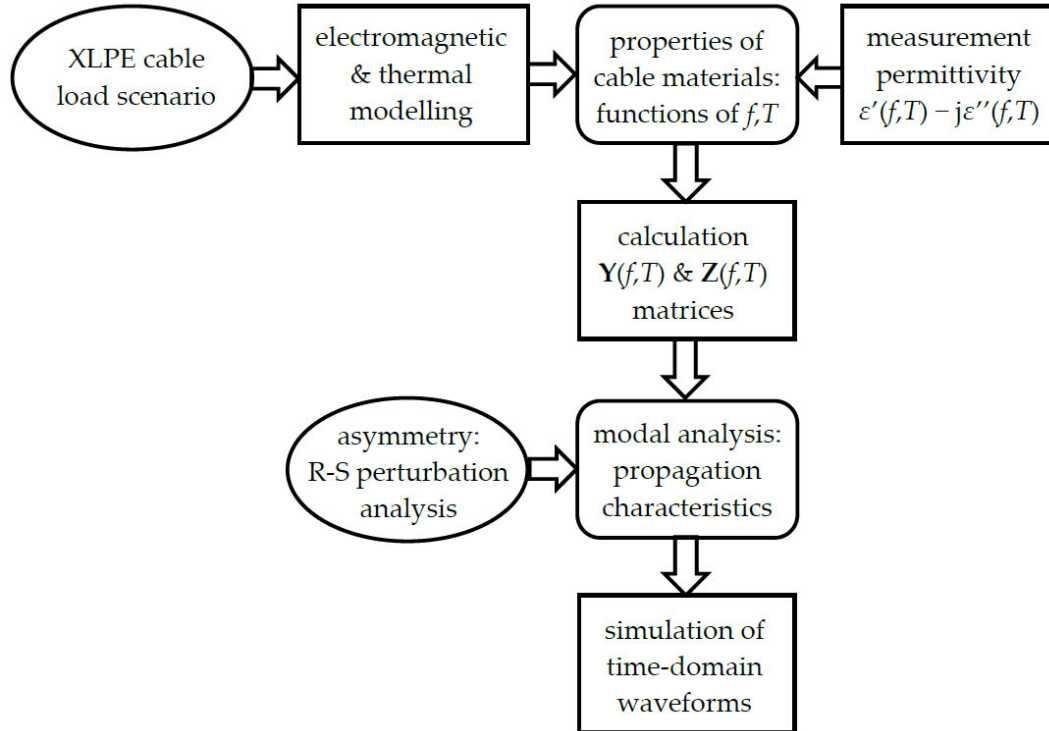 XLPE cable
load scenario
electromagnetic
& thermal
modelling
properties of
cable materials:
functions of f,T
measurement
permittivity
ε′(f,T) – jε′′(f,T)
calculation
Y(f,T) & Z(f,T)
matrices
asymmetry:
R-S perturbation
analysis
modal analysis:
propagation
characteristics
simulation of
time-domain
waveforms